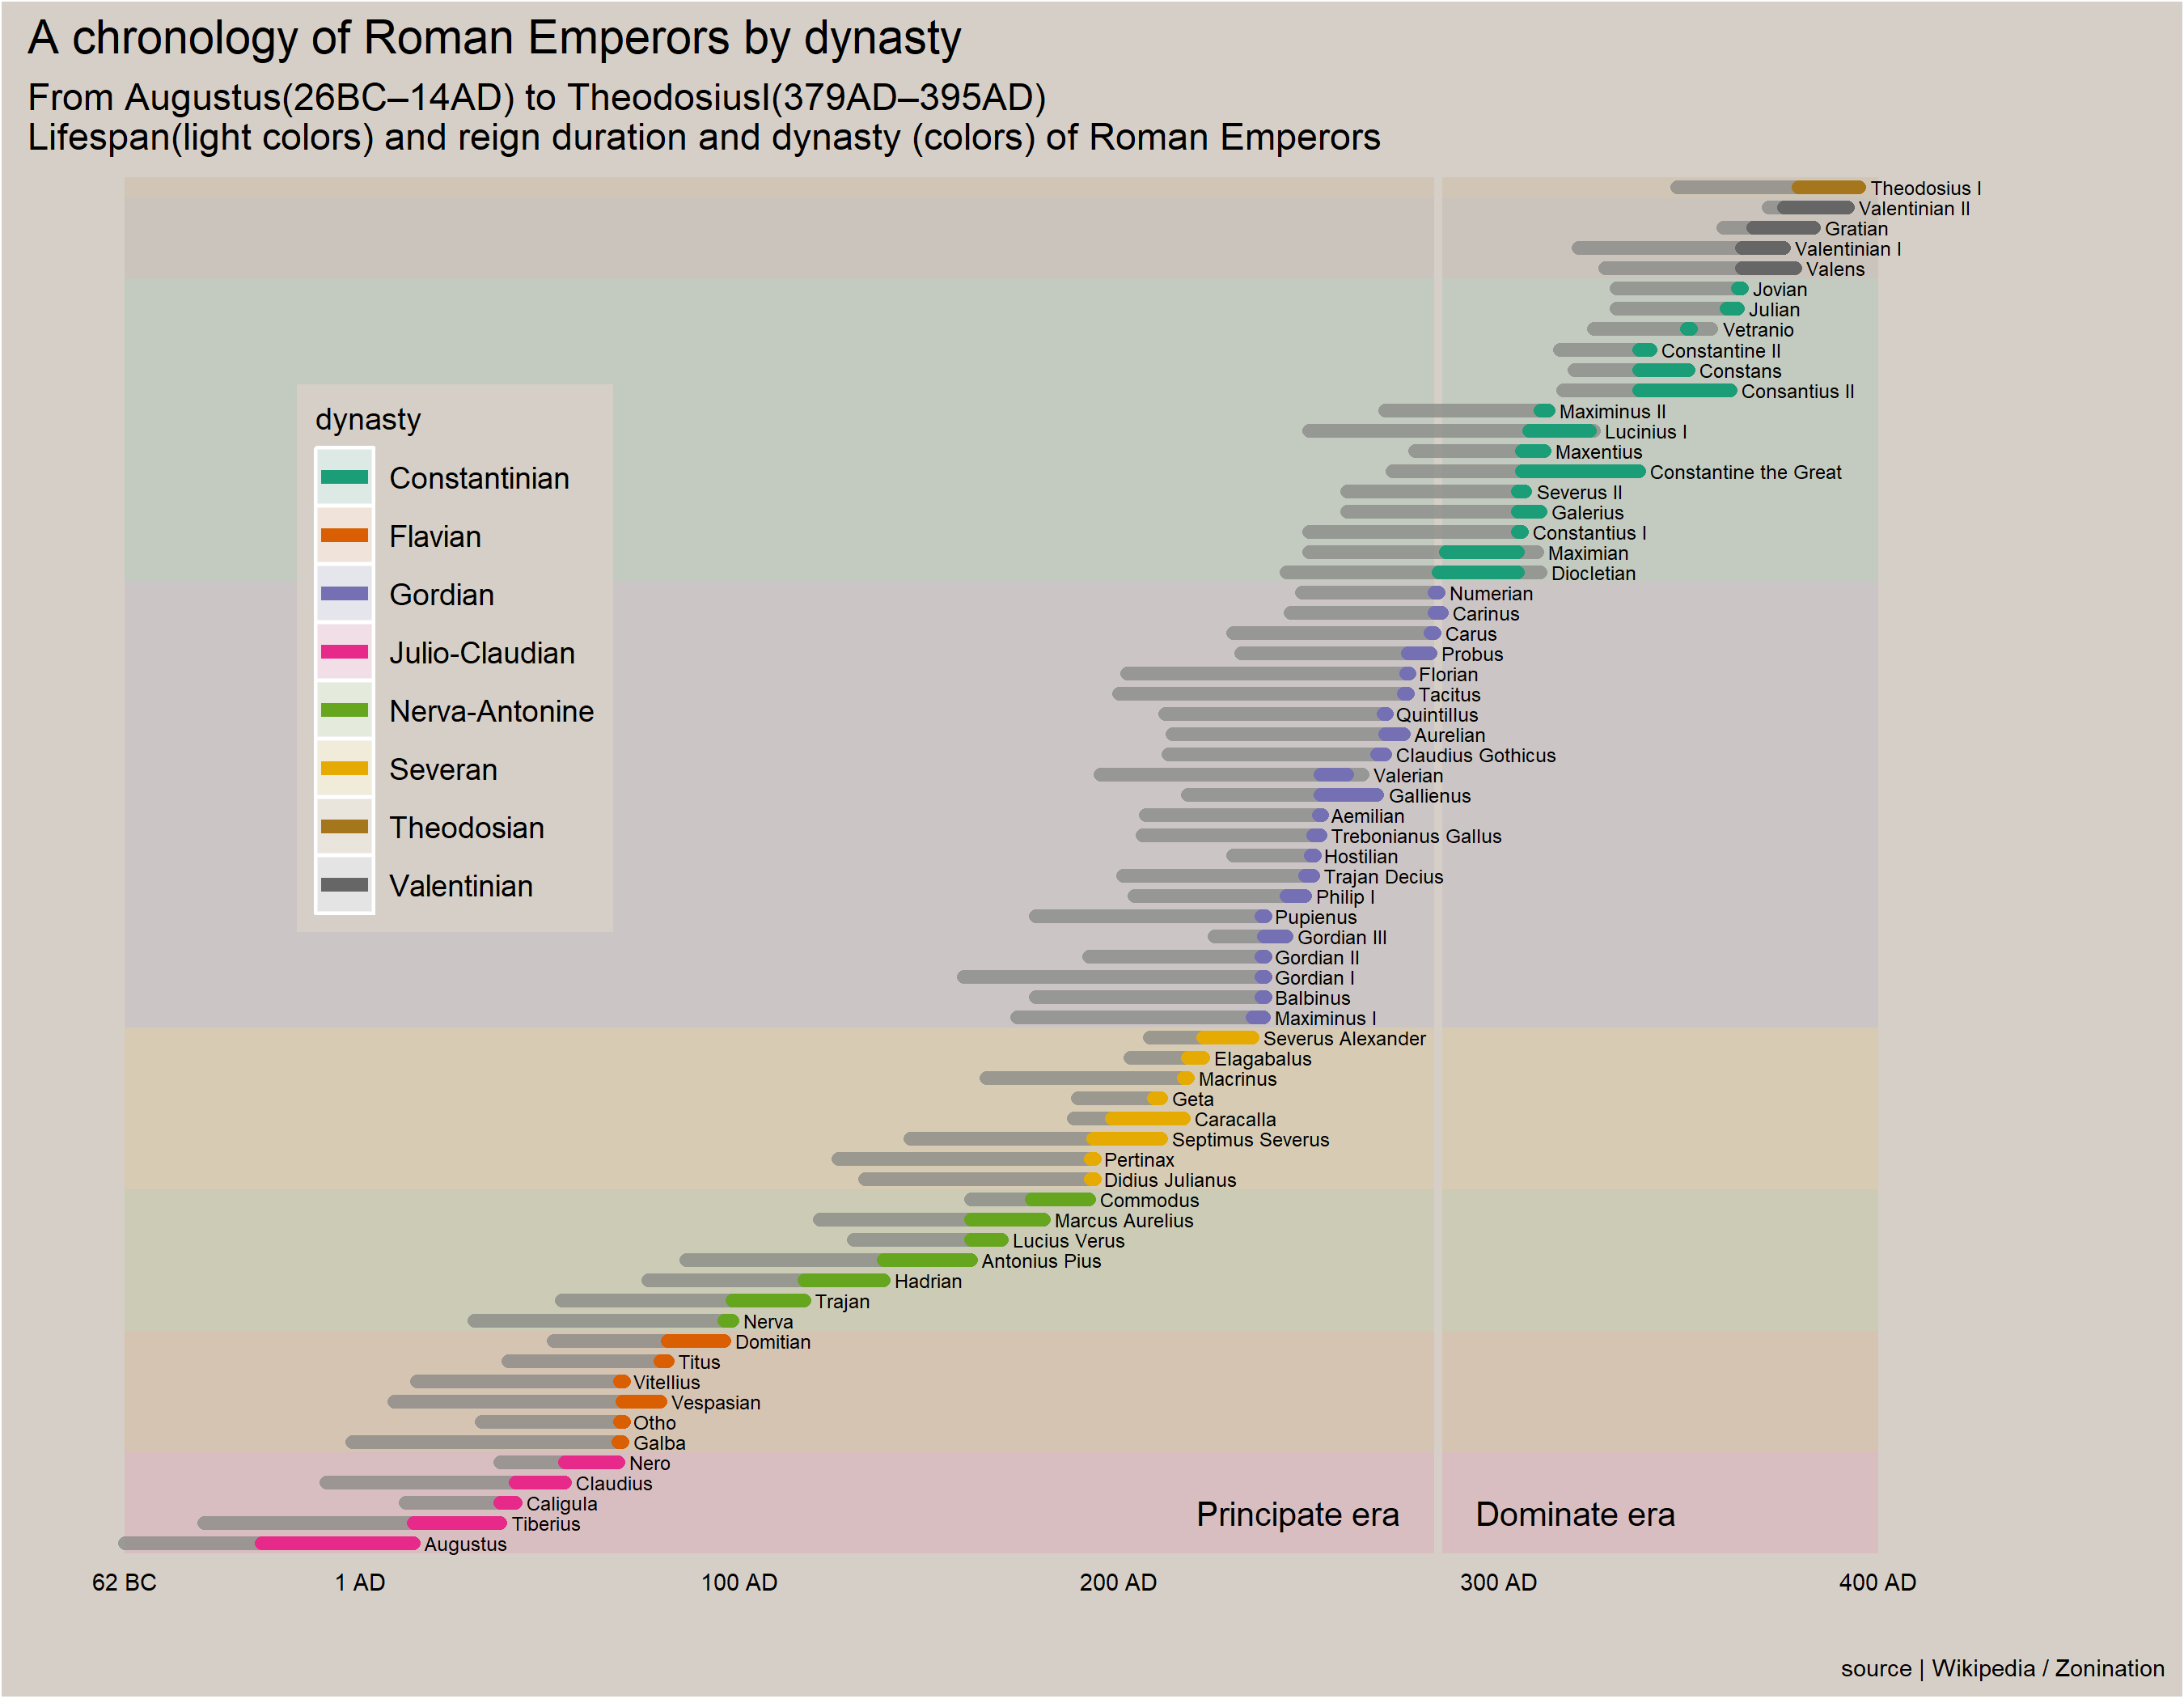 A chronology of Roman Emperors by dynasty
From Augustus(26BC–14AD) to TheodosiusI(379AD–395AD)
Lifespan(light colors) and reign duration and dynasty (colors) of Roman Emperors
Theodosius I
Valentinian II
Gratian
Valentinian I
Valens
Jovian
Julian
Vetranio
Constantine II
Constans
Consantius II
Maximinus II
Lucinius I
Maxentius
Constantine the Great
Severus II
Galerius
Constantius I
Maximian
Diocletian
Numerian
Carinus
Carus
Probus
Florian
Tacitus
Quintillus
Aurelian
Claudius Gothicus
Valerian
Gallienus
Aemilian
Trebonianus Gallus
Hostilian
Trajan Decius
Philip I
Pupienus
Gordian III
Gordian II
Gordian I
Balbinus
Maximinus I
Severus Alexander
Elagabalus
Macrinus
Geta
Caracalla
Septimus Severus
Pertinax
Didius Julianus
Commodus
Marcus Aurelius
Lucius Verus
Antonius Pius
Hadrian
Trajan
Nerva
Domitian
Titus
Vitellius
Vespasian
Otho
Galba
Nero
Claudius
Caligula
Tiberius
Augustus
dynasty
Constantinian
Flavian
Gordian
Julio-Claudian
Nerva-Antonine
Severan
Theodosian
Valentinian
Principate era
Dominate era
62 BC
1 AD
100 AD
200 AD
300 AD
400 AD
source | Wikipedia / Zonination